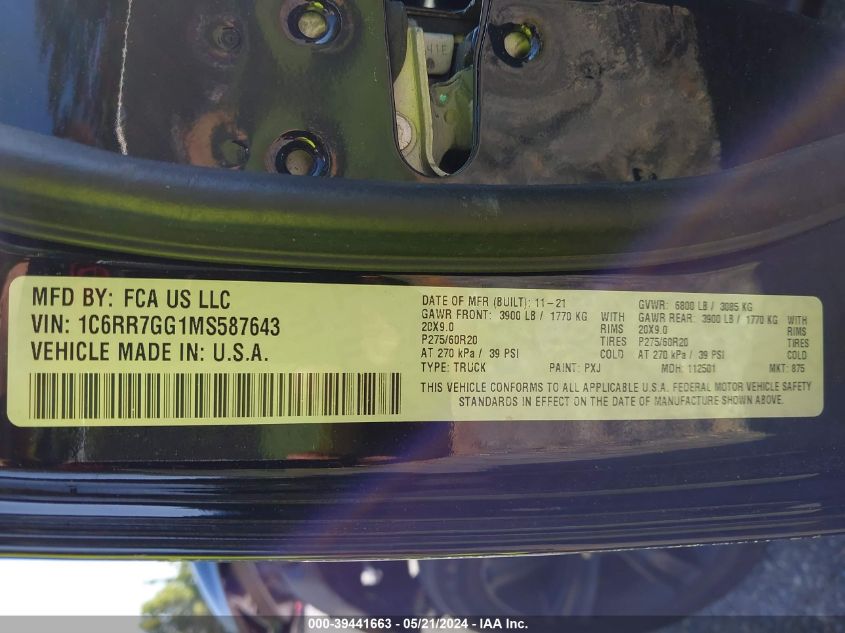 41E
MFD BY: FCA US LLC
VIN: 1C6RR7GG1MS587643
VEHICLE MADE IN: U.S.A.
DATE OF MFR (BUILT): 11-21
GVWR: 6800 LB / 3085 KG
GAWR FRONT: 3900 LB / 1770 KG WITH
20X9.0 RIMS
P275/60R20 TIRES
AT 270 kPa / 39 PSI COLD
GAWR REAR: 3900 LB / 1770 KG WITH
20X9.0 RIMS
P275/60R20 TIRES
AT 270 kPa / 39 PSI COLD
TYPE: TRUCK PAINT: PXJ MDH: 112501 MKT: 875
THIS VEHICLE CONFORMS TO ALL APPLICABLE U.S.A. FEDERAL MOTOR VEHICLE SAFETY
STANDARDS IN EFFECT ON THE DATE OF MANUFACTURE SHOWN ABOVE.
000-39441663 — 05/21/2024 — IAA Inc.